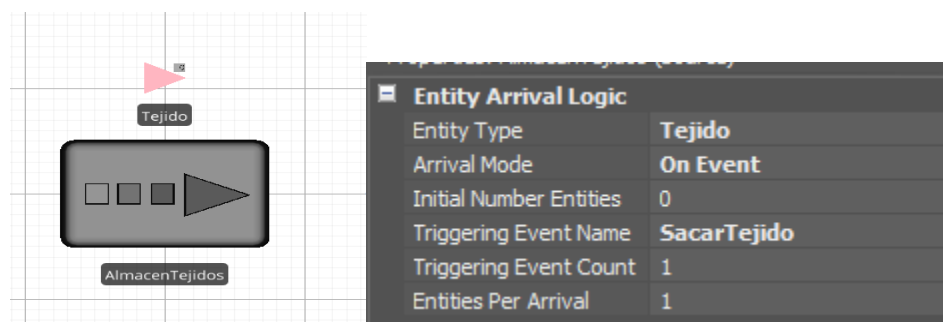 Tejido
AlmacenTejidos
Entity Arrival Logic
Entity Type Tejido
Arrival Mode On Event
Initial Number Entities 0
Triggering Event Name SacarTejido
Triggering Event Count 1
Entities Per Arrival 1